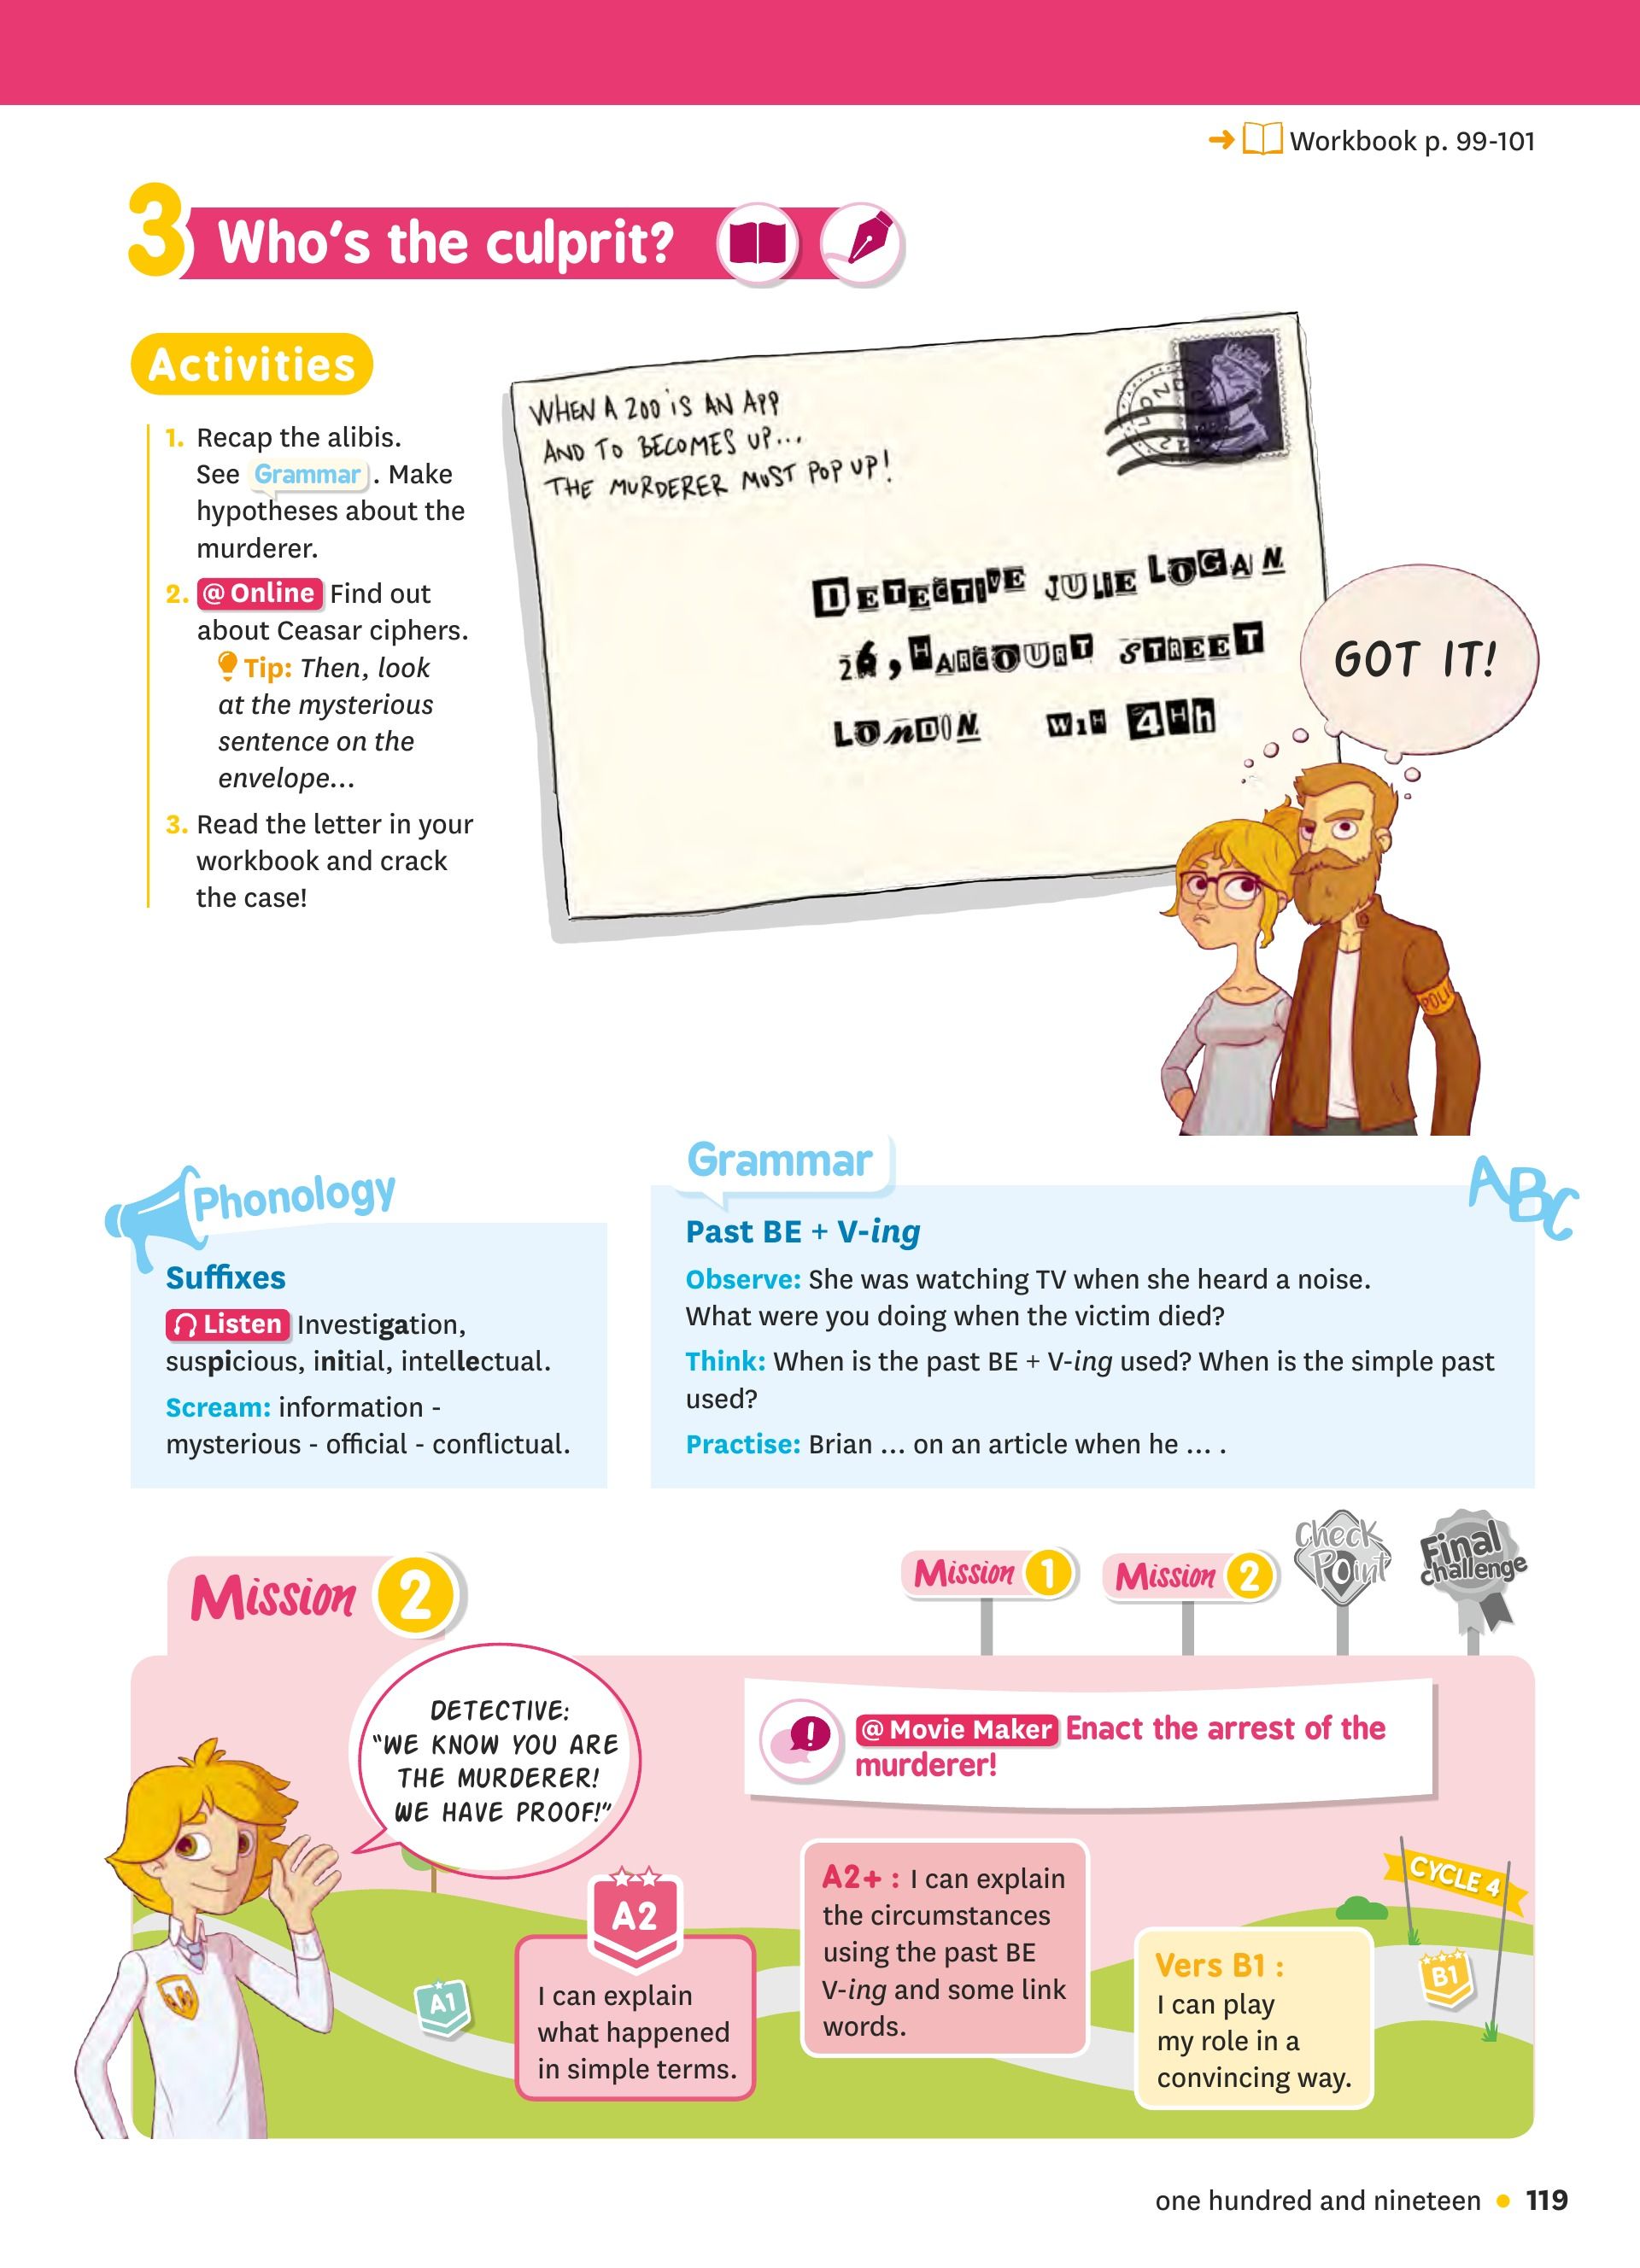 Workbook p. 99-101
3 Who's the culprit?
Activities
1. Recap the alibis.
See Grammar . Make
hypotheses about the
murderer.
2. @ Online Find out
about Ceasar ciphers.
Tip: Then, look
at the mysterious
sentence on the
envelope...
3. Read the letter in your
workbook and crack
the case!
WHEN A ZOO IS AN APP
AND TO BECOMES UP...
THE MURDERER MUST POP UP!
DETECTIVE JULIE LOGAN
26, HARCOURT STREET
LONDON W1H 4HH
GOT IT!
POLI
Phonology
Suffixes
Listen Investigation,
suspicious, initial, intellectual.
Scream: information -
mysterious - official - conflictual.
Grammar
ABC
Past BE + V-ing
Observe: She was watching TV when she heard a noise.
What were you doing when the victim died?
Think: When is the past BE + V-ing used? When is the simple past
used?
Practise: Brian ... on an article when he ... .
Mission 2
Mission 1
Mission 2
Check Point
Final challenge
DETECTIVE:
"WE KNOW YOU ARE
THE MURDERER!
WE HAVE PROOF!"
@ Movie Maker Enact the arrest of the
murderer!
A1
A2
I can explain
what happened
in simple terms.
A2+ : I can explain
the circumstances
using the past BE
V-ing and some link
words.
Vers B1 :
I can play
my role in a
convincing way.
CYCLE 4
B1
one hundred and nineteen • 119